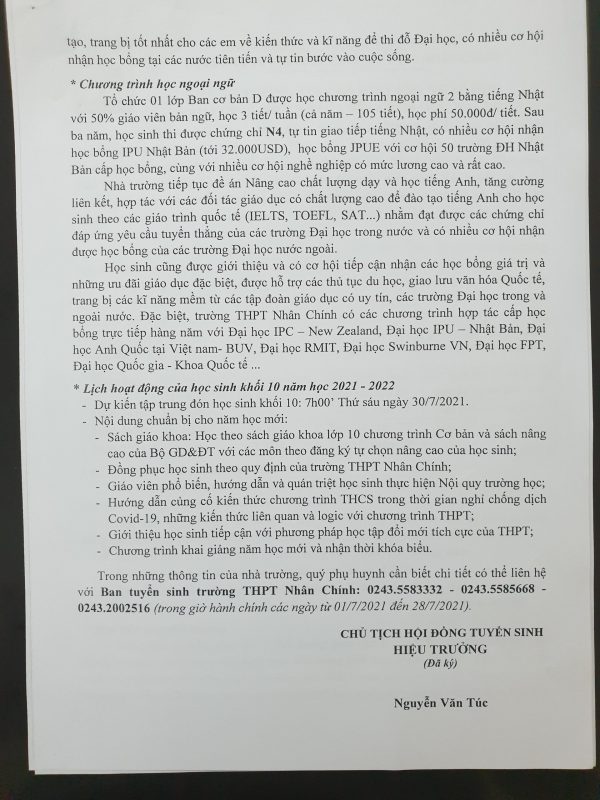 tạo, trang bị tốt nhất cho các em về kiến thức và kĩ năng để thi đỗ Đại học, có nhiều cơ hội
nhận học bổng tại các nước tiên tiến và tự tin bước vào cuộc sống.
* Chương trình học ngoại ngữ
Tổ chức 01 lớp Ban cơ bản D được học chương trình ngoại ngữ 2 bằng tiếng Nhật
với 50% giáo viên bản ngữ, học 3 tiết/ tuần (cả năm – 105 tiết), học phí 50.000đ/ tiết. Sau
ba năm, học sinh thi được chứng chỉ N4, tự tin giao tiếp tiếng Nhật, có nhiều cơ hội nhận
học bổng IPU Nhật Bản (tới 32.000USD), học bổng JPUE với cơ hội 50 trường ĐH Nhật
Bản cấp học bổng, cùng với nhiều cơ hội nghề nghiệp có mức lương cao và rất cao.
Nhà trường tiếp tục đề án Nâng cao chất lượng dạy và học tiếng Anh, tăng cường
liên kết, hợp tác với các đối tác giáo dục có chất lượng cao để đào tạo tiếng Anh cho học
sinh theo các giáo trình quốc tế (IELTS, TOEFL, SAT...) nhằm đạt được các chứng chỉ
đáp ứng yêu cầu tuyển thẳng của các trường Đại học trong nước và có nhiều cơ hội nhận
được học bổng của các trường Đại học nước ngoài.
Học sinh cũng được giới thiệu và có cơ hội tiếp cận nhận các học bổng giá trị và
những ưu đãi giáo dục đặc biệt, được hỗ trợ các thủ tục du học, giao lưu văn hóa Quốc tế,
trang bị các kĩ năng mềm từ các tập đoàn giáo dục có uy tín, các trường Đại học trong và
ngoài nước. Đặc biệt, trường THPT Nhân Chính có các chương trình hợp tác cấp học
bổng trực tiếp hàng năm với Đại học IPC – New Zealand, Đại học IPU – Nhật Bản, Đại
học Anh Quốc tại Việt nam- BUV, Đại học RMIT, Đại học Swinburne VN, Đại học FPT,
Đại học Quốc gia - Khoa Quốc tế ...
* Lịch hoạt động của học sinh khối 10 năm học 2021 - 2022
- Dự kiến tập trung đón học sinh khối 10: 7h00’ Thứ sáu ngày 30/7/2021.
- Nội dung chuẩn bị cho năm học mới:
- Sách giáo khoa: Học theo sách giáo khoa lớp 10 chương trình Cơ bản và sách nâng
cao của Bộ GD&ĐT với các môn theo đăng ký tự chọn nâng cao của học sinh;
- Đồng phục học sinh theo quy định của trường THPT Nhân Chính;
- Giáo viên phổ biến, hướng dẫn và quán triệt học sinh thực hiện Nội quy trường học;
- Hướng dẫn củng cố kiến thức chương trình THCS trong thời gian nghỉ chống dịch
Covid-19, những kiến thức liên quan và logic với chương trình THPT;
- Giới thiệu học sinh tiếp cận với phương pháp học tập đổi mới tích cực của THPT;
- Chương trình khai giảng năm học mới và nhận thời khóa biểu.
Trong những thông tin của nhà trường, quý phụ huynh cần biết chi tiết có thể liên hệ
với Ban tuyển sinh trường THPT Nhân Chính: 0243.5583332 - 0243.5585668 -
0243.2002516 (trong giờ hành chính các ngày từ 01/7/2021 đến 28/7/2021).
CHỦ TỊCH HỘI ĐỒNG TUYỂN SINH
HIỆU TRƯỞNG
(Đã ký)
Nguyễn Văn Túc